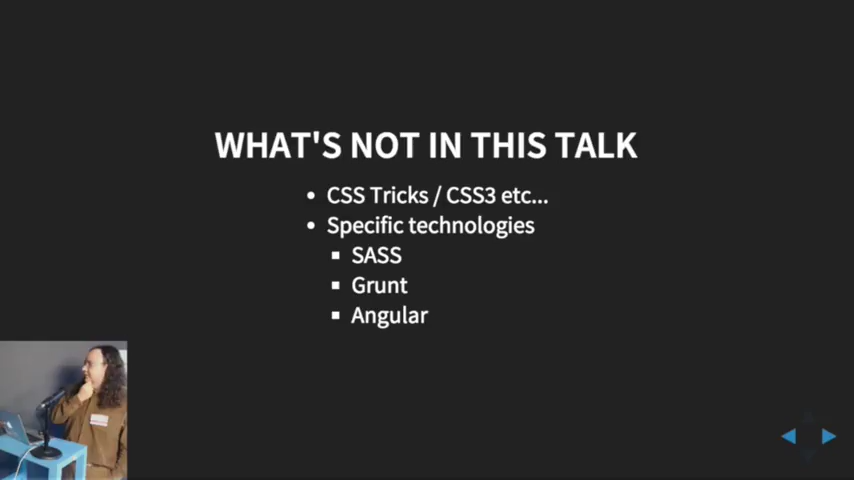 WHAT'S NOT IN THIS TALK
• CSS Tricks / CSS3 etc...
• Specific technologies
▪ SASS
▪ Grunt
▪ Angular